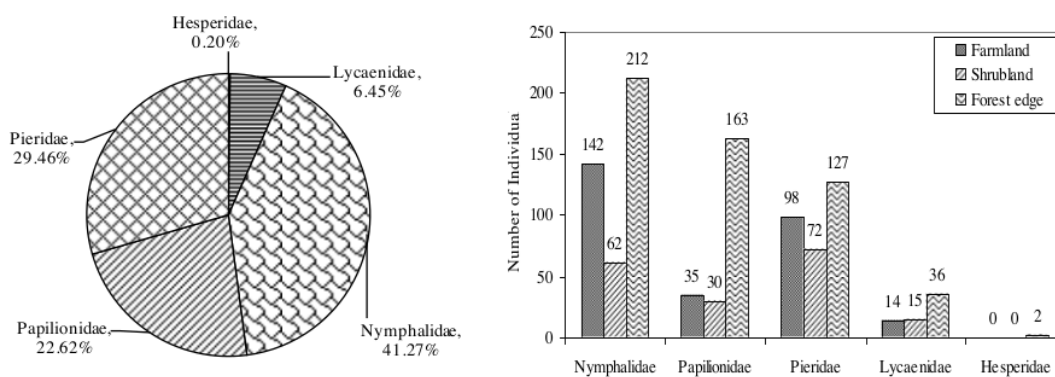 Hesperidae,
0.20%
Lycaenidae,
6.45%
Pieridae,
29.46%
Papilionidae,
22.62%
Nymphalidae,
41.27%
Number of Individua
250
200
150
100
50
0
Farmland
Shrubland
Forest edge
142
62
212
35
30
163
98
72
127
14
15
36
0
0
2
Nymphalidae
Papilionidae
Pieridae
Lycaenidae
Hesperidae